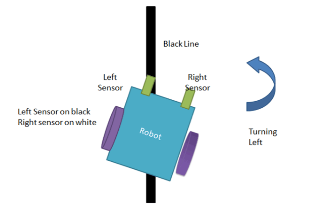 Black Line
Left
Sensor
Right
Sensor
Left Sensor on black
Right sensor on white
Robot
Turning
Left